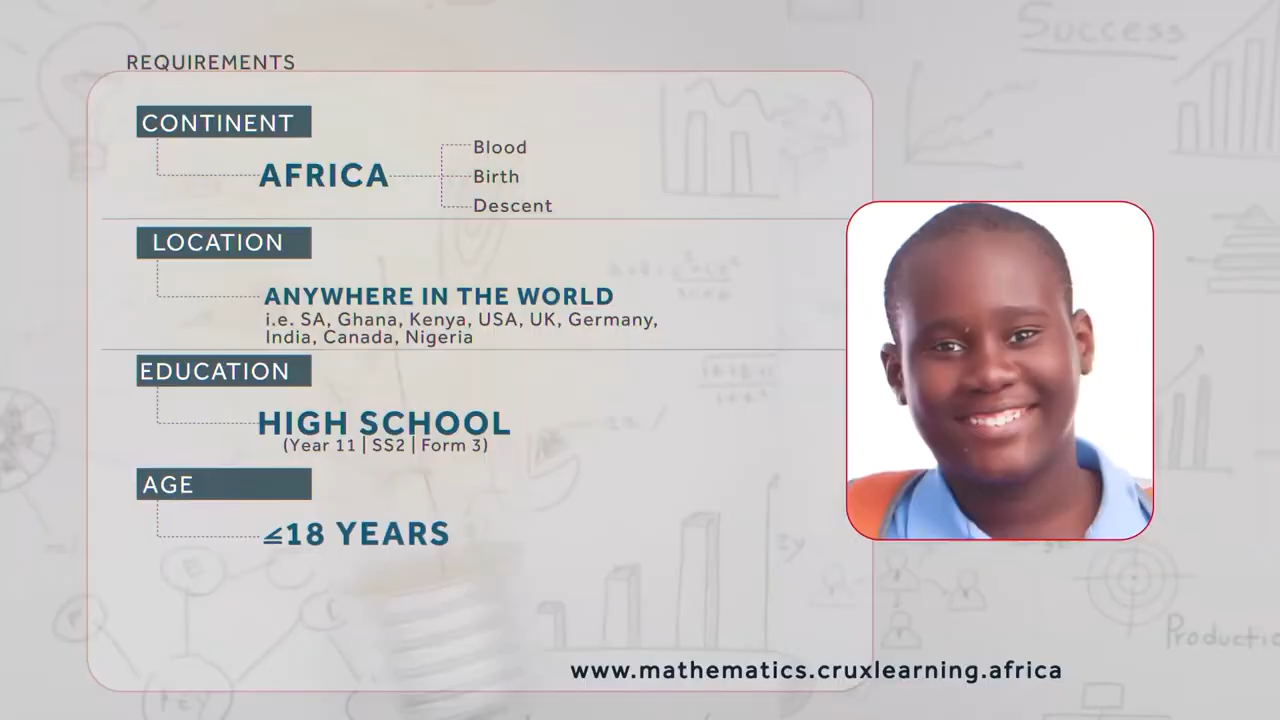 Success
REQUIREMENTS
CONTINENT
AFRICA
Blood
Birth
Descent
LOCATION
ANYWHERE IN THE WORLD
i.e. SA, Ghana, Kenya, USA, UK, Germany,
India, Canada, Nigeria
EDUCATION
HIGH SCHOOL
(Year 11 | SS2 | Form 3)
AGE
≤18 YEARS
Productio
www.mathematics.cruxlearning.africa